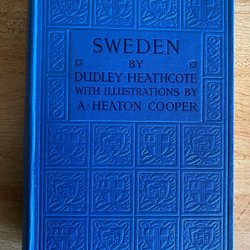 SWEDEN
BY
DUDLEY·HEATHCOTE
WITH ILLUSTRATIONS BY
A·HEATON COOPER